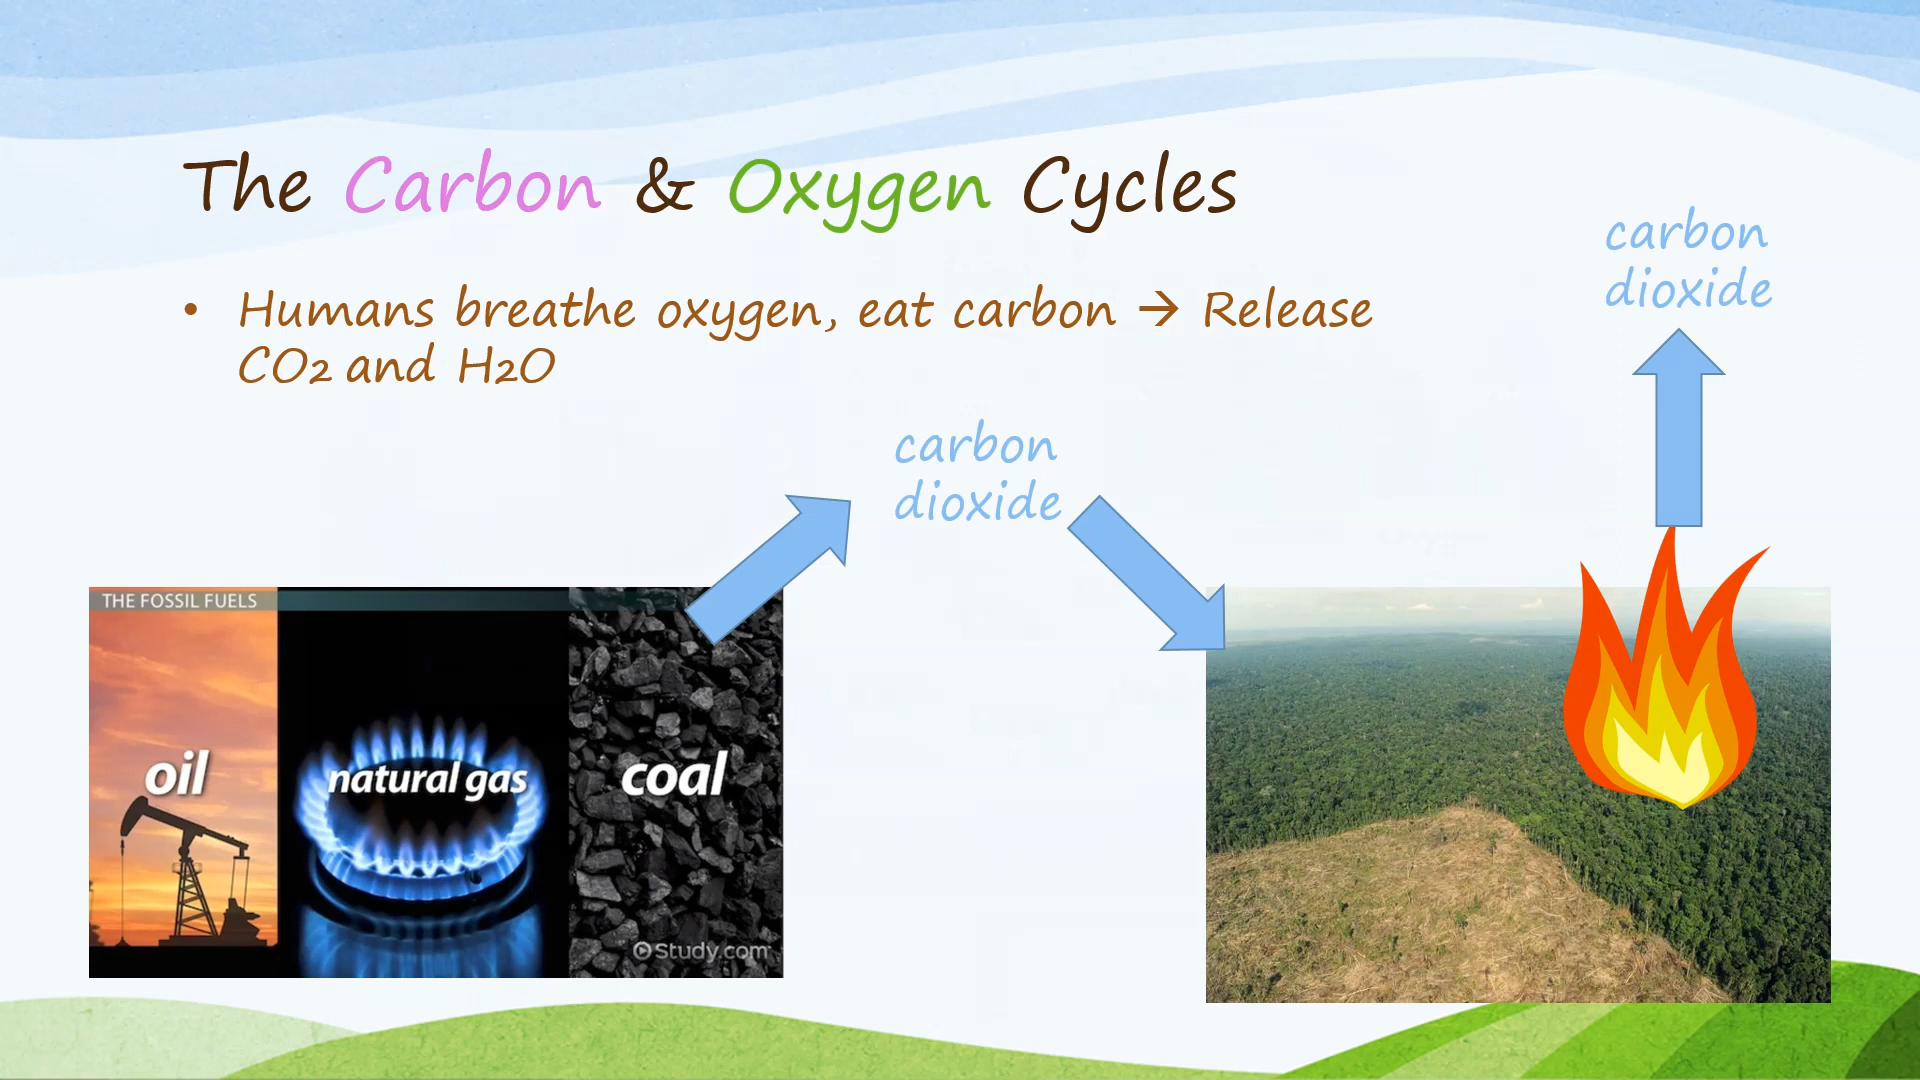 The Carbon & Oxygen Cycles
carbon
dioxide
• Humans breathe oxygen, eat carbon → Release
CO2 and H2O
carbon
dioxide
THE FOSSIL FUELS
oil
natural gas
coal
Study.com